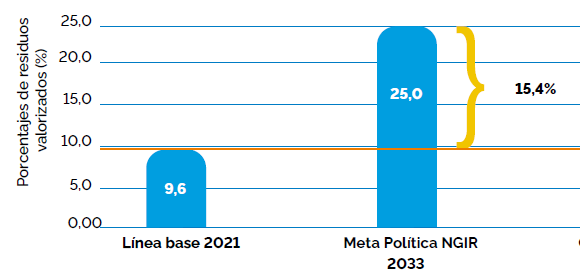 Porcentajes de residuos
valorizados (%)
25,0
20,0
15,0
10,0
5,0
0,00
9,6
25,0
15,4%
Línea base 2021
Meta Política NGIR
2033